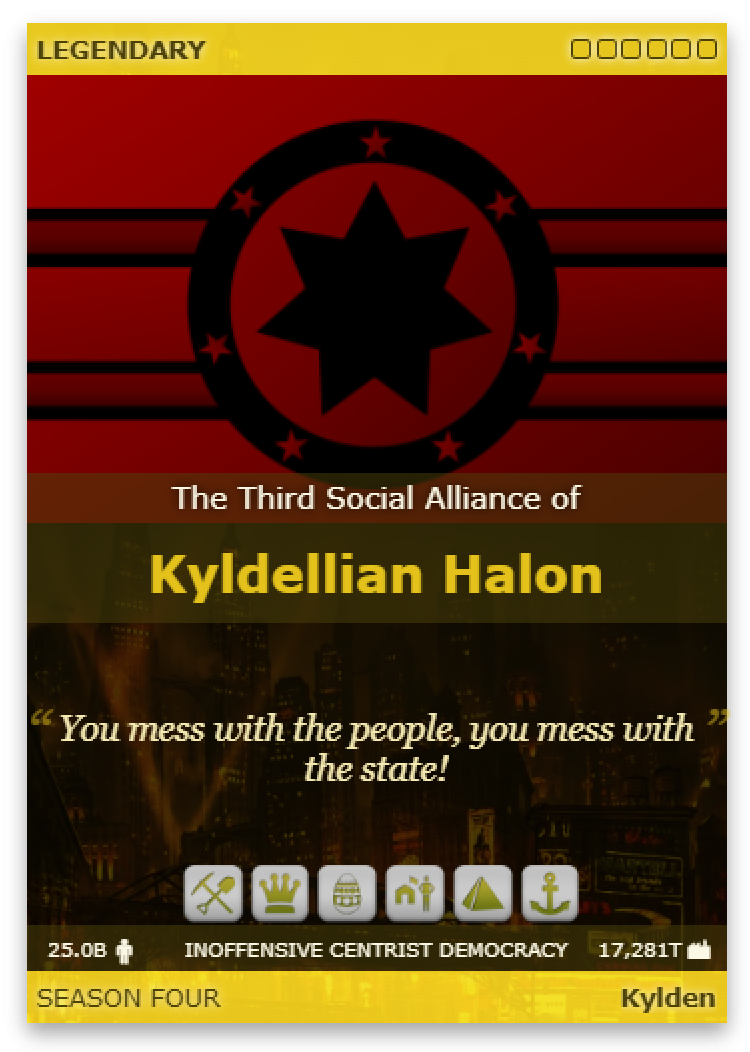 LEGENDARY
The Third Social Alliance of
Kyldellian Halon
“ You mess with the people, you mess with ”
the state!
25.0B INOFFENSIVE CENTRIST DEMOCRACY 17,281T
SEASON FOUR Kylden